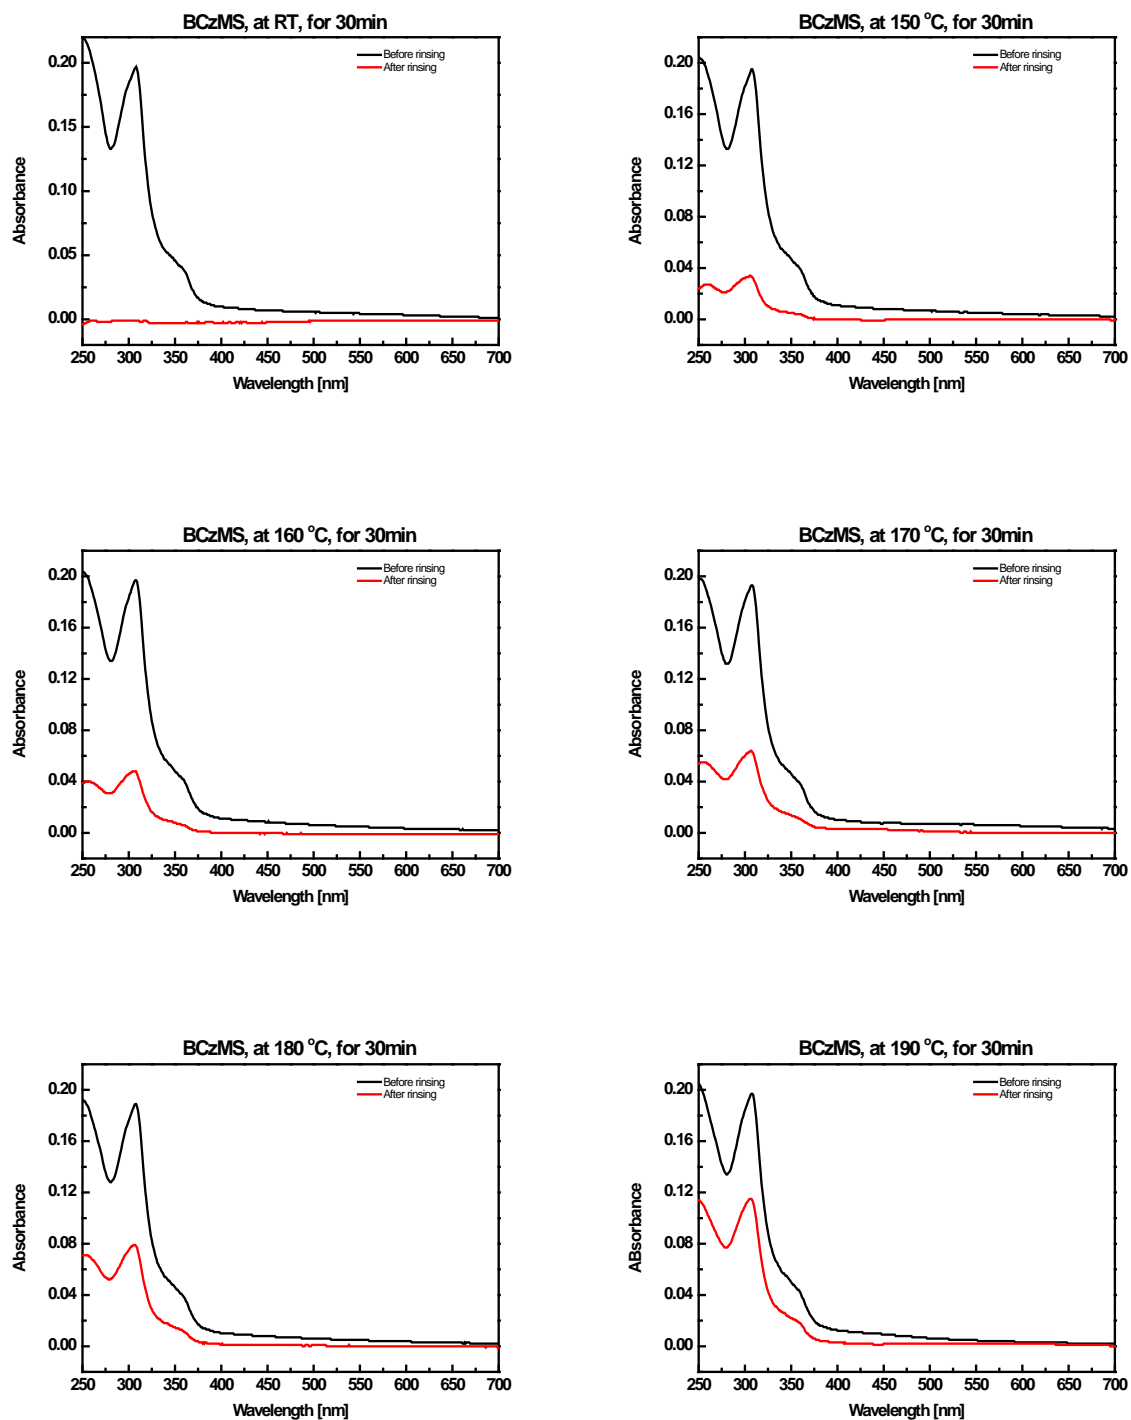 BCzMS, at RT, for 30min
Before rinsing
After rinsing
0.20
0.15
0.10
0.05
0.00
Absorbance
250 300 350 400 450 500 550 600 650 700
Wavelength [nm]
BCzMS, at 150 °C, for 30min
Before rinsing
After rinsing
0.20
0.16
0.12
0.08
0.04
0.00
Absorbance
250 300 350 400 450 500 550 600 650 700
Wavelength [nm]
BCzMS, at 160 °C, for 30min
Before rinsing
After rinsing
0.20
0.16
0.12
0.08
0.04
0.00
Absorbance
250 300 350 400 450 500 550 600 650 700
Wavelength [nm]
BCzMS, at 170 °C, for 30min
Before rinsing
After rinsing
0.20
0.16
0.12
0.08
0.04
0.00
Absorbance
250 300 350 400 450 500 550 600 650 700
Wavelength [nm]
BCzMS, at 180 °C, for 30min
Before rinsing
After rinsing
0.20
0.16
0.12
0.08
0.04
0.00
Absorbance
250 300 350 400 450 500 550 600 650 700
Wavelength [nm]
BCzMS, at 190 °C, for 30min
Before rinsing
After rinsing
0.20
0.16
0.12
0.08
0.04
0.00
ABsorbance
250 300 350 400 450 500 550 600 650 700
Wavelength [nm]